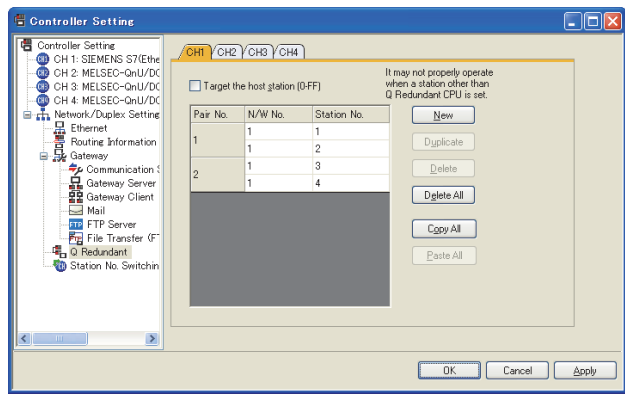 Controller Setting
Controller Setting
CH 1: SIEMENS S7(Ethe
CH 2: MELSEC-QnU/DC
CH 3: MELSEC-QnU/DC
CH 4: MELSEC-QnU/DC
Network/Duplex Setting
Ethernet
Routing Information
Gateway
Communication S
Gateway Server
Gateway Client
Mail
FTP Server
File Transfer (F
Q Redundant
Station No. Switchin
CH1 CH2 CH3 CH4
Target the host station (0-FF)
It may not properly operate
when a station other than
Q Redundant CPU is set.
Pair No. N/W No. Station No.
1 1 1
1 2
2 1 3
1 4
New
Duplicate
Delete
Delete All
Copy All
Paste All
OK Cancel Apply